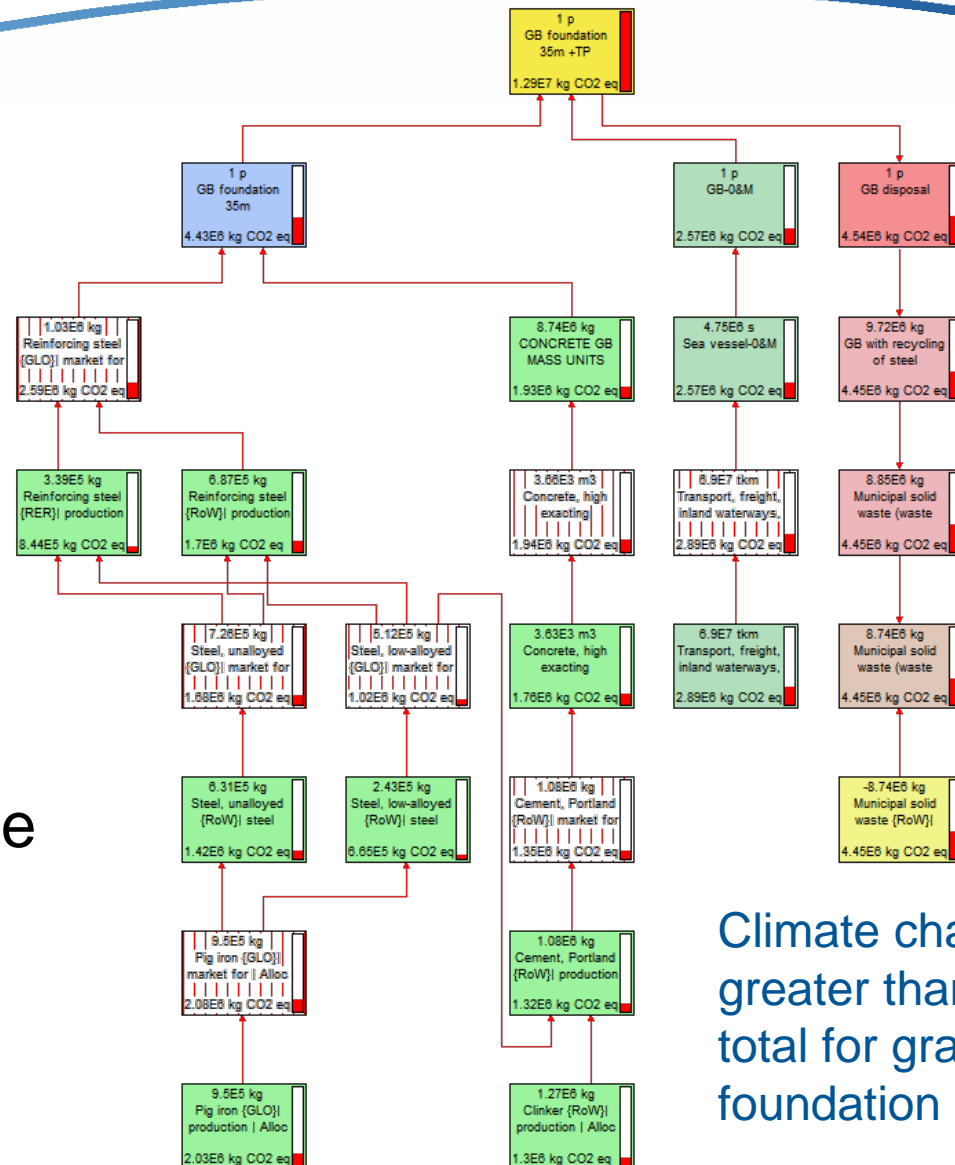 1 p
GB foundation
35m +TP
1.29E7 kg CO2 eq
1 p
GB foundation
35m
4.43E6 kg CO2 eq
1 p
GB-0&M
2.57E6 kg CO2 eq
1 p
GB disposal
4.54E6 kg CO2 eq
1.03E6 kg
Reinforcing steel
{GLO}| market for
2.59E6 kg CO2 eq
8.74E6 kg
CONCRETE GB
MASS UNITS
1.93E6 kg CO2 eq
4.75E6 s
Sea vessel-0&M
2.57E6 kg CO2 eq
9.72E6 kg
GB with recycling
of steel
4.45E6 kg CO2 eq
3.39E5 kg
Reinforcing steel
{RER}| production
8.44E5 kg CO2 eq
6.87E5 kg
Reinforcing steel
{RoW}| production
1.7E6 kg CO2 eq
3.66E3 m3
Concrete, high
exacting
1.94E6 kg CO2 eq
6.9E7 tkm
Transport, freight,
inland waterways,
2.89E6 kg CO2 eq
8.85E6 kg
Municipal solid
waste (waste
4.45E6 kg CO2 eq
7.26E5 kg
Steel, unalloyed
{GLO}| market for
1.68E6 kg CO2 eq
5.12E5 kg
Steel, low-alloyed
{GLO}| market for
1.02E6 kg CO2 eq
3.63E3 m3
Concrete, high
exacting
1.76E6 kg CO2 eq
6.9E7 tkm
Transport, freight,
inland waterways,
2.89E6 kg CO2 eq
8.74E6 kg
Municipal solid
waste (waste
4.45E6 kg CO2 eq
6.31E5 kg
Steel, unalloyed
{RoW}| steel
1.42E6 kg CO2 eq
2.43E5 kg
Steel, low-alloyed
{RoW}| steel
6.65E5 kg CO2 eq
1.08E6 kg
Cement, Portland
{RoW}| market for
1.35E6 kg CO2 eq
-8.74E6 kg
Municipal solid
waste {RoW}|
4.45E6 kg CO2 eq
e
9.5E5 kg
Pig iron {GLO}|
market for | Alloc
2.08E6 kg CO2 eq
1.08E6 kg
Cement, Portland
{RoW}| production
1.32E6 kg CO2 eq
Climate cha
greater than
total for gra
foundation
9.5E5 kg
Pig iron {GLO}|
production | Alloc
2.03E6 kg CO2 eq
1.27E6 kg
Clinker {RoW}|
production | Alloc
1.3E6 kg CO2 eq